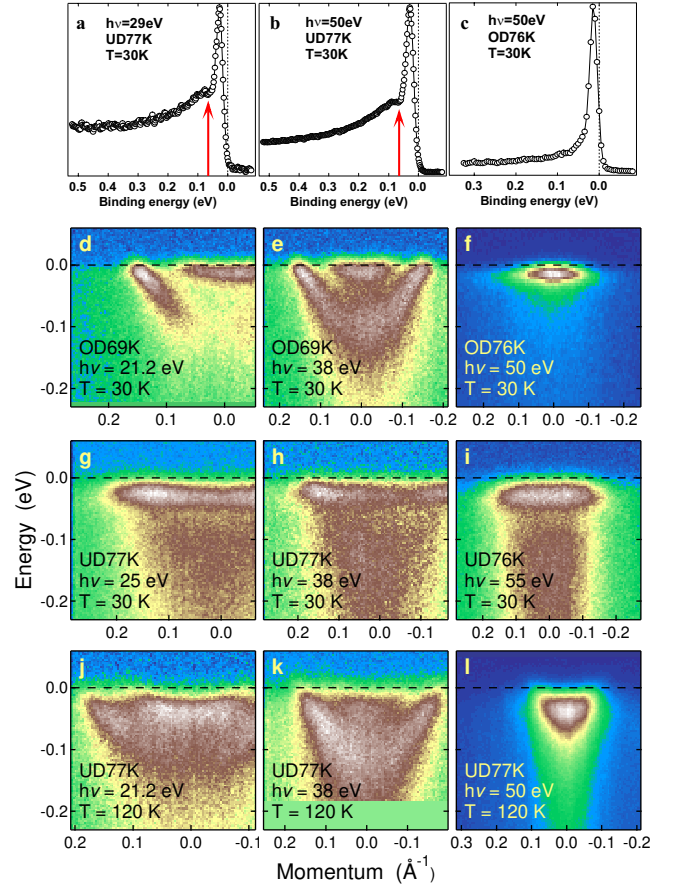 a
hν=29eV
UD77K
T=30K
b
hν=50eV
UD77K
T=30K
c
hν=50eV
OD76K
T=30K
0.5 0.4 0.3 0.2 0.1 0.0
Binding energy (eV)
0.5 0.4 0.3 0.2 0.1 0.0
Binding energy (eV)
0.3 0.2 0.1 0.0
Binding energy (eV)
Energy (eV)
0.0
-0.1
-0.2
d
OD69K
hν = 21.2 eV
T = 30 K
0.2 0.1 0.0
e
OD69K
hν = 38 eV
T = 30 K
0.2 0.1 0.0 -0.1 -0.2
f
OD76K
hν = 50 eV
T = 30 K
0.2 0.1 0.0 -0.1 -0.2
0.0
-0.1
-0.2
g
UD77K
hν = 25 eV
T = 30 K
0.2 0.1 0.0
h
UD77K
hν = 38 eV
T = 30 K
0.2 0.1 0.0 -0.1
i
UD76K
hν = 55 eV
T = 30 K
0.2 0.1 0.0 -0.1 -0.2
0.0
-0.1
-0.2
j
UD77K
hν = 21.2 eV
T = 120 K
0.2 0.1 0.0 -0.1
k
UD77K
hν = 38 eV
T = 120 K
0.2 0.1 0.0 -0.1
l
UD77K
hν = 50 eV
T = 120 K
0.2 0.1 0.0 -0.1 -0.2
Momentum (Å⁻¹)